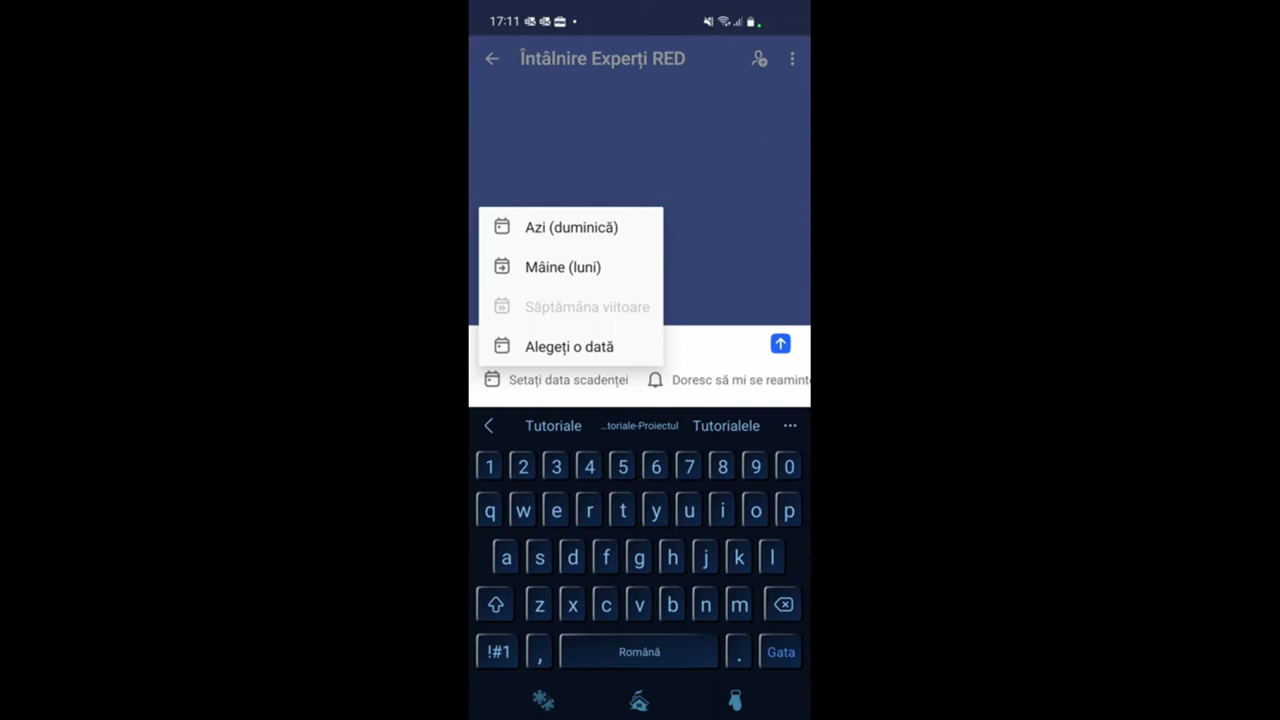 17:11
Întâlnire Experți RED
Azi (duminică)
Mâine (luni)
Săptămâna viitoare
Alegeți o dată
Setați data scadenței Doresc să mi se reaminte
Tutoriale ...toriale-Proiectul Tutorialele
1 2 3 4 5 6 7 8 9 0
q w e r t y u i o p
a s d f g h j k l
z x c v b n m
!#1 , Română . Gata